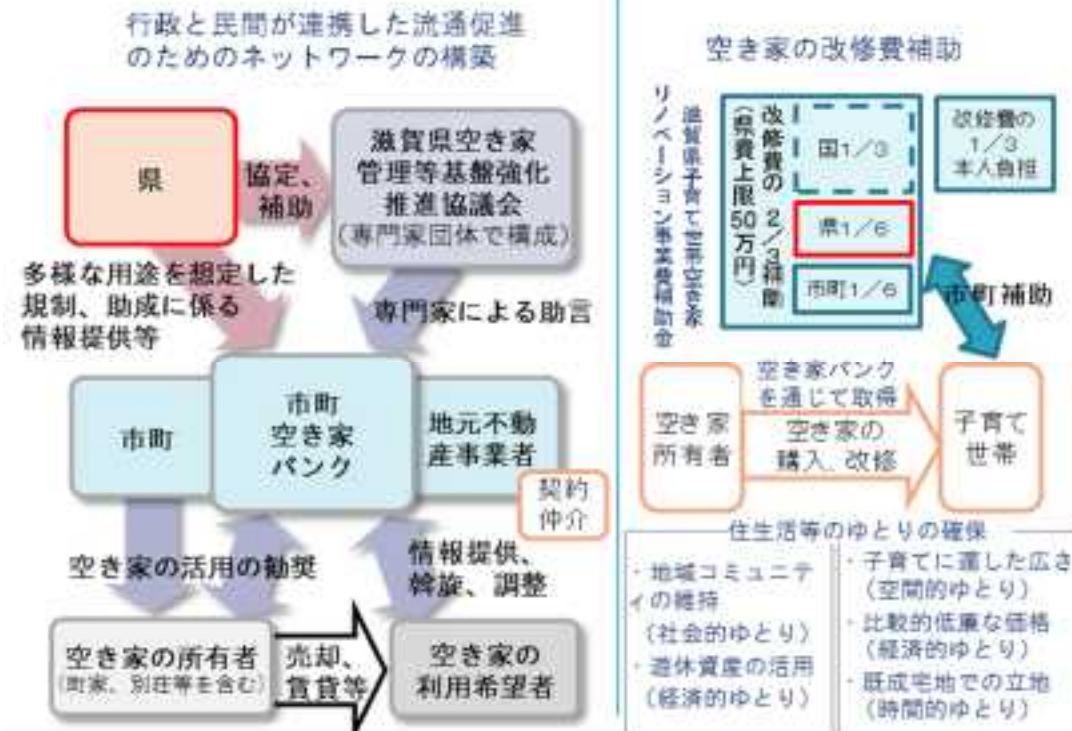 行政と民間が連携した流通促進
のためのネットワークの構築
県
協定、
補助
滋賀県空き家
管理等基盤強化
推進協議会
(専門家団体で構成)
多様な用途を想定した
規制、助成に係る
情報提供等
専門家による助言
市町
市町
空き家
バンク
地元不動
産事業者
契約
仲介
空き家の活用の勧奨
情報提供、
斡旋、調整
空き家の所有者
(町家、別荘等を含む)
売却、
賃貸等
空き家の
利用希望者
空き家の改修費補助
滋賀県子育て世帯空き家
リノベーション事業費補助金
改修費の2/3補助
(県費上限50万円)
国1/3
県1/6
市町1/6
改修費の
1/3
本人負担
市町補助
空き家
所有者
空き家バンク
を通じて取得
空き家の
購入、改修
子育て
世帯
住生活等のゆとりの確保
・地域コミュニテ
ィの維持
(社会的ゆとり)
・遊休資産の活用
(経済的ゆとり)
・子育てに適した広さ
(空間的ゆとり)
・比較的低廉な価格
(経済的ゆとり)
・既成宅地での立地
(時間的ゆとり)